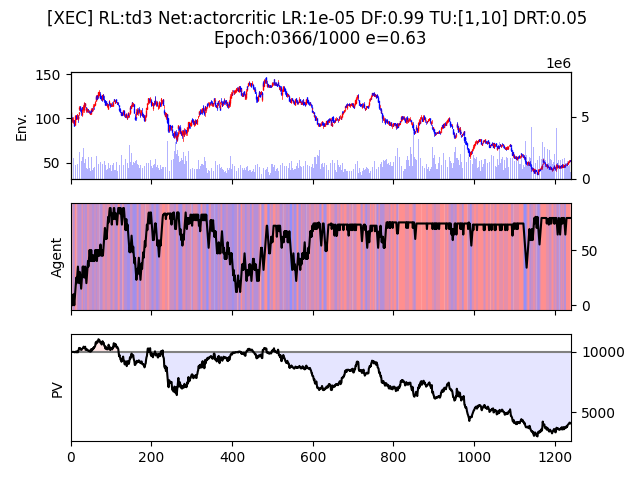 [XEC] RL:td3 Net:actorcritic LR:1e-05 DF:0.99 TU:[1,10] DRT:0.05
Epoch:0366/1000 e=0.63
1e6
150
100
50
Env.
5
0
Agent
50
0
PV
10000
5000
0 200 400 600 800 1000 1200